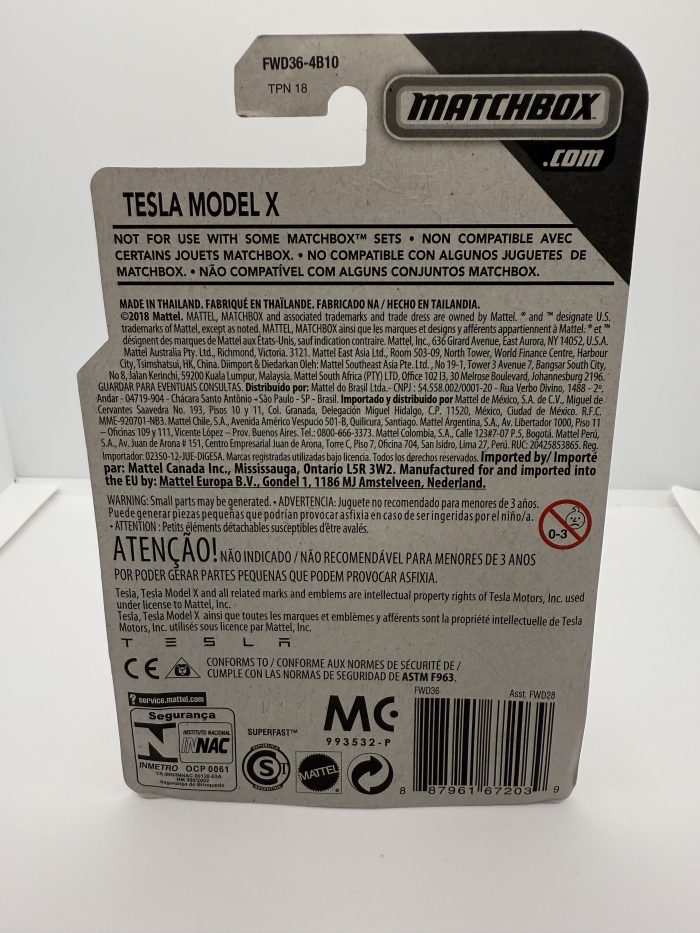 FWD36-4B10
TPN 18
MATCHBOX
.com
TESLA MODEL X
NOT FOR USE WITH SOME MATCHBOX™ SETS • NON COMPATIBLE AVEC
CERTAINS JOUETS MATCHBOX. • NO COMPATIBLE CON ALGUNOS JUGUETES DE
MATCHBOX. • NÃO COMPATÍVEL COM ALGUNS CONJUNTOS MATCHBOX.
MADE IN THAILAND. FABRIQUÉ EN THAÏLANDE. FABRICADO NA / HECHO EN TAILANDIA.
©2018 Mattel. MATTEL, MATCHBOX and associated trademarks and trade dress are owned by Mattel. ® and ™ designate U.S.
trademarks of Mattel, except as noted. MATTEL, MATCHBOX ainsi que les marques et designs y afférents appartiennent à Mattel. ® et ™
désignent des marques de Mattel aux États-Unis, sauf indication contraire. Mattel, Inc., 636 Girard Avenue, East Aurora, NY 14052, U.S.A.
Mattel Australia Pty. Ltd., Richmond, Victoria. 3121. Mattel East Asia Ltd., Room 503-09, North Tower, World Finance Centre, Harbour
City, Tsimshatsui, HK, China. Diimport & Diedarkan Oleh: Mattel Southeast Asia Pte. Ltd., No 19-1, Tower 3 Avenue 7, Bangsar South City,
No 8, Jalan Kerinchi, 59200 Kuala Lumpur, Malaysia. Mattel South Africa (PTY) LTD, Office 102 I3, 30 Melrose Boulevard, Johannesburg 2196.
GUARDAR PARA EVENTUAIS CONSULTAS. Distribuido por: Mattel do Brasil Ltda. - CNPJ : 54.558.002/0001-20 - Rua Verbo Divino, 1488 - 2º.
Andar - 04719-904 - Chácara Santo Antônio - São Paulo - SP - Brasil. Importado y distribuido por Mattel de México, S.A. de C.V., Miguel de
Cervantes Saavedra No. 193, Pisos 10 y 11, Col. Granada, Delegación Miguel Hidalgo, C.P. 11520, México, Ciudad de México. R.F.C.
MME-920701-NB3. Mattel Chile, S.A., Avenida Américo Vespucio 501-B, Quilicura, Santiago. Mattel Argentina, S.A., Av. Libertador 1000, Piso 11
– Oficinas 109 y 111, Vicente López – Prov. Buenos Aires. Tel.: 0800-666-3373. Mattel Colombia, S.A., Calle 123#7-07 P.5, Bogotá. Mattel Perú,
S.A., Av. Juan de Arona # 151, Centro Empresarial Juan de Arona, Torre C, Piso 7, Oficina 704, San Isidro, Lima 27, Perú. RUC: 20425853865. Reg.
Importador: 02350-12-JUE-DIGESA. Marcas registradas utilizadas bajo licencia. Todos los derechos reservados. Imported by/ Importé
par: Mattel Canada Inc., Mississauga, Ontario L5R 3W2. Manufactured for and imported into
the EU by: Mattel Europa B.V., Gondel 1, 1186 MJ Amstelveen, Nederland.
WARNING: Small parts may be generated. • ADVERTENCIA: Juguete no recomendado para menores de 3 años.
Puede generar piezas pequeñas que podrían provocar asfixia en caso de ser ingeridas por el niño/a.
• ATTENTION : Petits éléments détachables susceptibles d'être avalés.
0-3
ATENÇÃO! NÃO INDICADO / NÃO RECOMENDÁVEL PARA MENORES DE 3 ANOS
POR PODER GERAR PARTES PEQUENAS QUE PODEM PROVOCAR ASFIXIA.
Tesla, Tesla Model X and all related marks and emblems are intellectual property rights of Tesla Motors, Inc. used
under license to Mattel, Inc.
Tesla, Tesla Model X ainsi que toutes les marques et emblèmes y afférents sont la propriété intellectuelle de Tesla
Motors, Inc. utilisés sous licence par Mattel, Inc.
TESLA
CE CONFORMS TO / CONFORME AUX NORMES DE SÉCURITÉ DE /
CUMPLE CON LAS NORMAS DE SEGURIDAD DE ASTM F963.
? service.mattel.com
Segurança
INSTITUTO NACIONAL
INNAC
INMETRO OCP 0061
CE-BRI/INNAC 00120-03A
NM 300/2002
Segurança do Brinquedo
SUPERFAST™
REPUBLICA
S
ARGENTINA
MATTEL
MC
993532-P
FWD36 Asst. FWD28
8 87961 67203 9